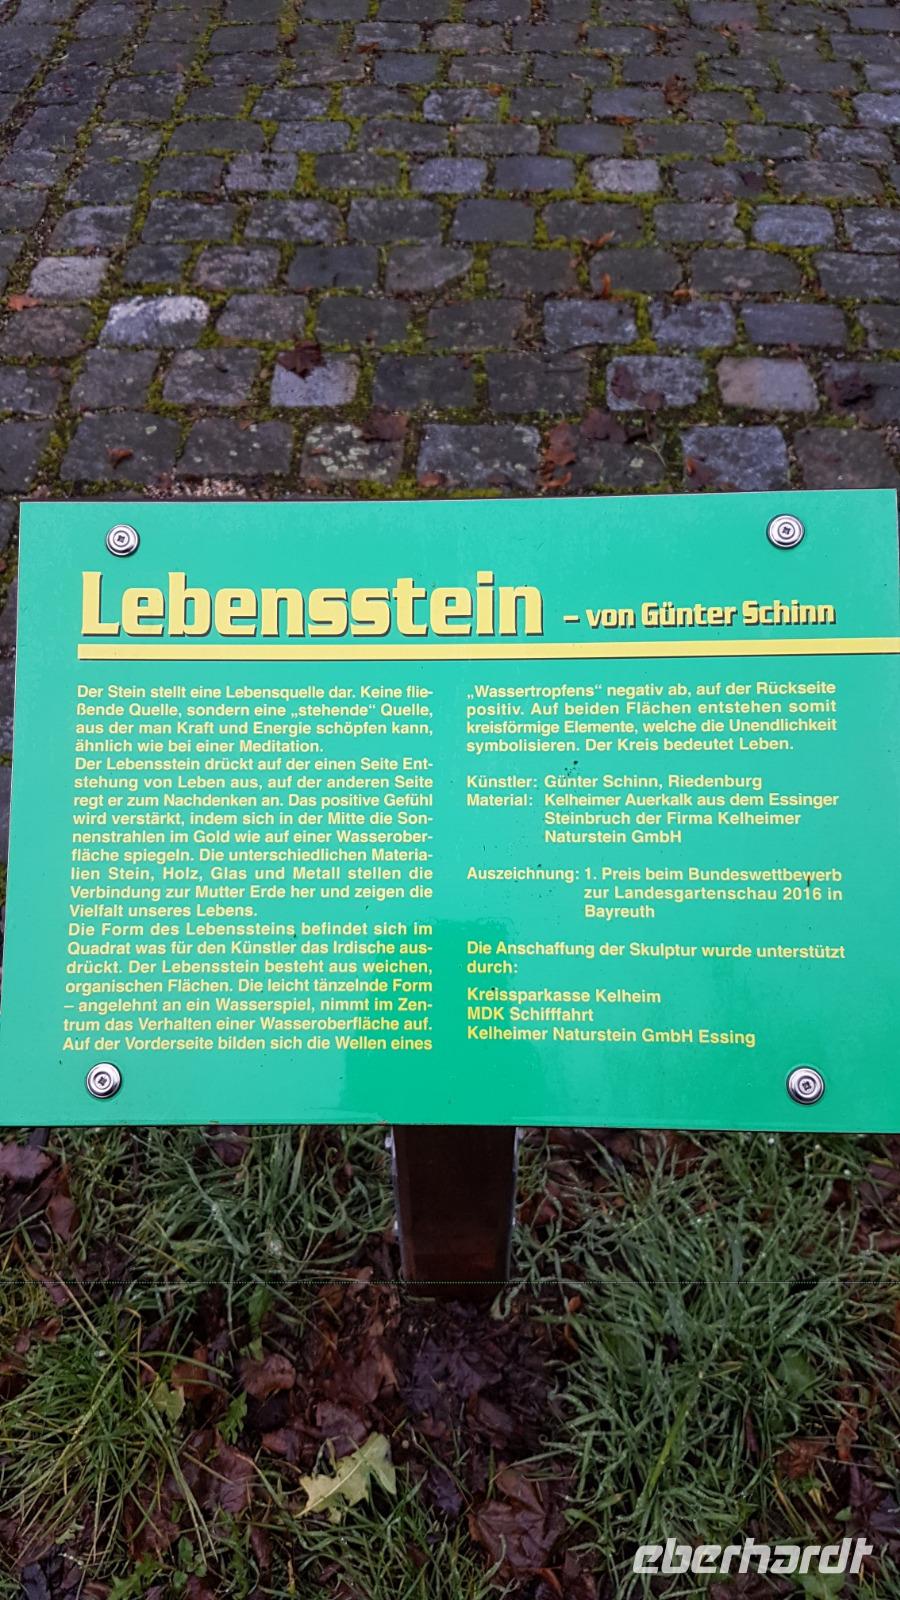 Lebensstein – von Günter Schinn
Der Stein stellt eine Lebensquelle dar. Keine flie-
ßende Quelle, sondern eine „stehende“ Quelle,
aus der man Kraft und Energie schöpfen kann,
ähnlich wie bei einer Meditation.
Der Lebensstein drückt auf der einen Seite Ent-
stehung von Leben aus, auf der anderen Seite
regt er zum Nachdenken an. Das positive Gefühl
wird verstärkt, indem sich in der Mitte die Son-
nenstrahlen im Gold wie auf einer Wasserober-
fläche spiegeln. Die unterschiedlichen Materia-
lien Stein, Holz, Glas und Metall stellen die
Verbindung zur Mutter Erde her und zeigen die
Vielfalt unseres Lebens.
Die Form des Lebenssteins befindet sich im
Quadrat was für den Künstler das Irdische aus-
drückt. Der Lebensstein besteht aus weichen,
organischen Flächen. Die leicht tänzelnde Form
– angelehnt an ein Wasserspiel, nimmt im Zen-
trum das Verhalten einer Wasseroberfläche auf.
Auf der Vorderseite bilden sich die Wellen eines
„Wassertropfens“ negativ ab, auf der Rückseite
positiv. Auf beiden Flächen entstehen somit
kreisförmige Elemente, welche die Unendlichkeit
symbolisieren. Der Kreis bedeutet Leben.
Künstler: Günter Schinn, Riedenburg
Material: Kelheimer Auerkalk aus dem Essinger
Steinbruch der Firma Kelheimer
Naturstein GmbH
Auszeichnung: 1. Preis beim Bundeswettbewerb
zur Landesgartenschau 2016 in
Bayreuth
Die Anschaffung der Skulptur wurde unterstützt
durch:
Kreissparkasse Kelheim
MDK Schifffahrt
Kelheimer Naturstein GmbH Essing
eberhardt